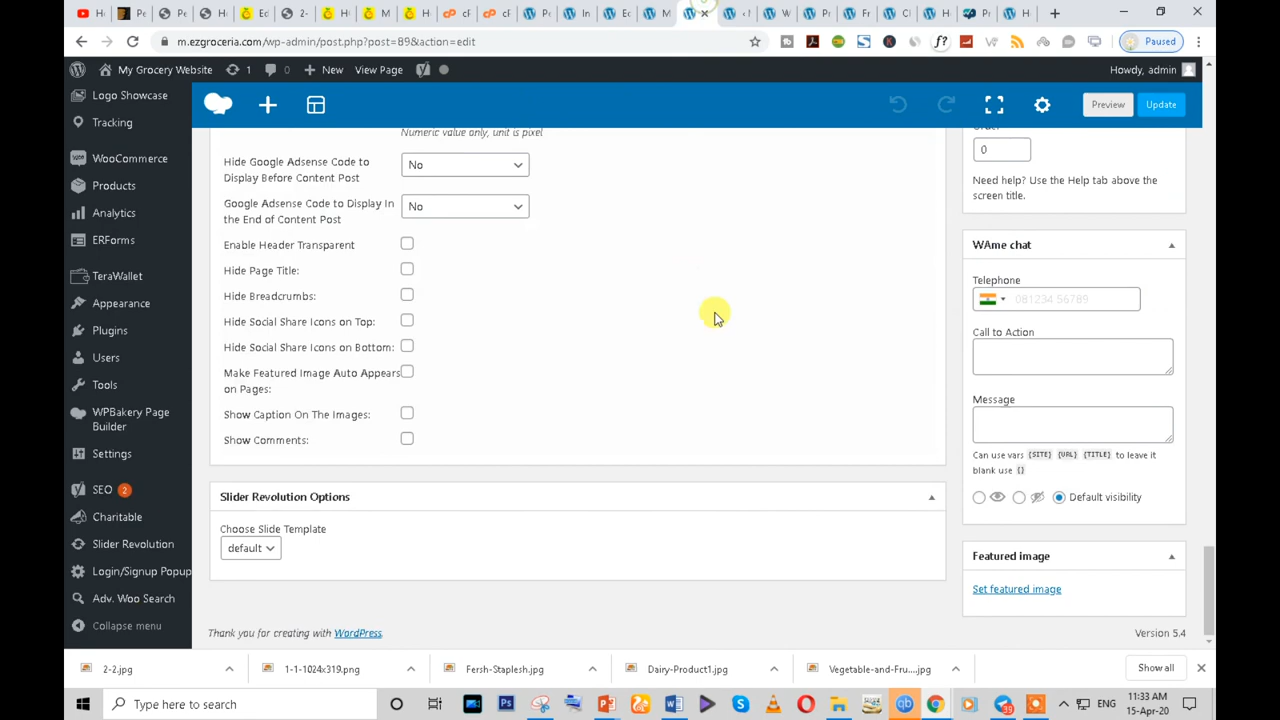 Paused
m.ezgroceria.com/wp-admin/post.php?post=89&action=edit
My Grocery Website
1
0
New
View Page
Howdy, admin
Logo Showcase
Tracking
WooCommerce
Products
Analytics
ERForms
TeraWallet
Appearance
Plugins
Users
Tools
WPBakery Page
Builder
Settings
SEO 2
Charitable
Slider Revolution
Login/Signup Popup
Adv. Woo Search
Collapse menu
Preview
Update
Numeric value only, unit is pixel
Hide Google Adsense Code to
Display Before Content Post
No
Google Adsense Code to Display In
the End of Content Post
No
Enable Header Transparent
Hide Page Title:
Hide Breadcrumbs:
Hide Social Share Icons on Top:
Hide Social Share Icons on Bottom:
Make Featured Image Auto Appears
on Pages:
Show Caption On The Images:
Show Comments:
Slider Revolution Options
Choose Slide Template
default
Thank you for creating with WordPress.
Version 5.4
0
Need help? Use the Help tab above the
screen title.
WAme chat
Telephone
081234 56789
Call to Action
Message
Can use vars {SITE} {URL} {TITLE} to leave it
blank use {}
Default visibility
Featured image
Set featured image
2-2.jpg
1-1-1024x319.png
Fersh-Staplesh.jpg
Dairy-Product1.jpg
Vegetable-and-Fru....jpg
Show all
Type here to search
39
ENG
11:33 AM
15-Apr-20